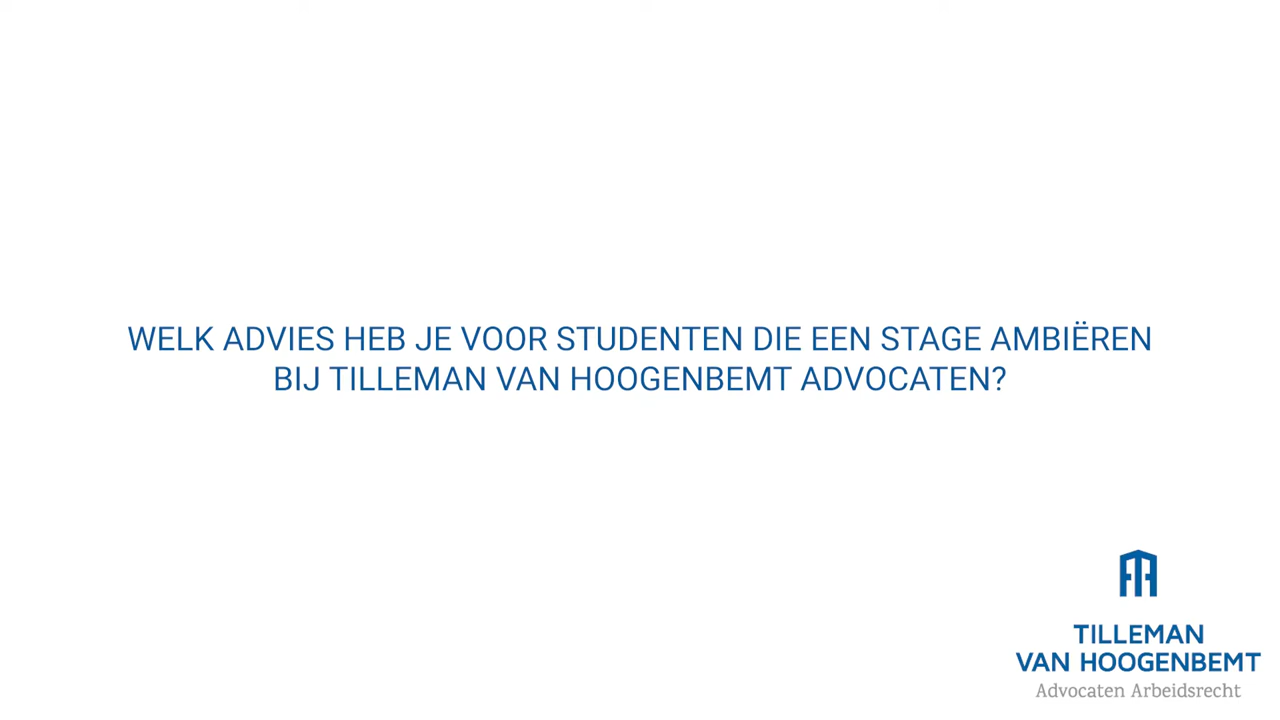 WELK ADVIES HEB JE VOOR STUDENTEN DIE EEN STAGE AMBIËREN
BIJ TILLEMAN VAN HOOGENBEMT ADVOCATEN?
TILLEMAN
VAN HOOGENBEMT
Advocaten Arbeidsrecht